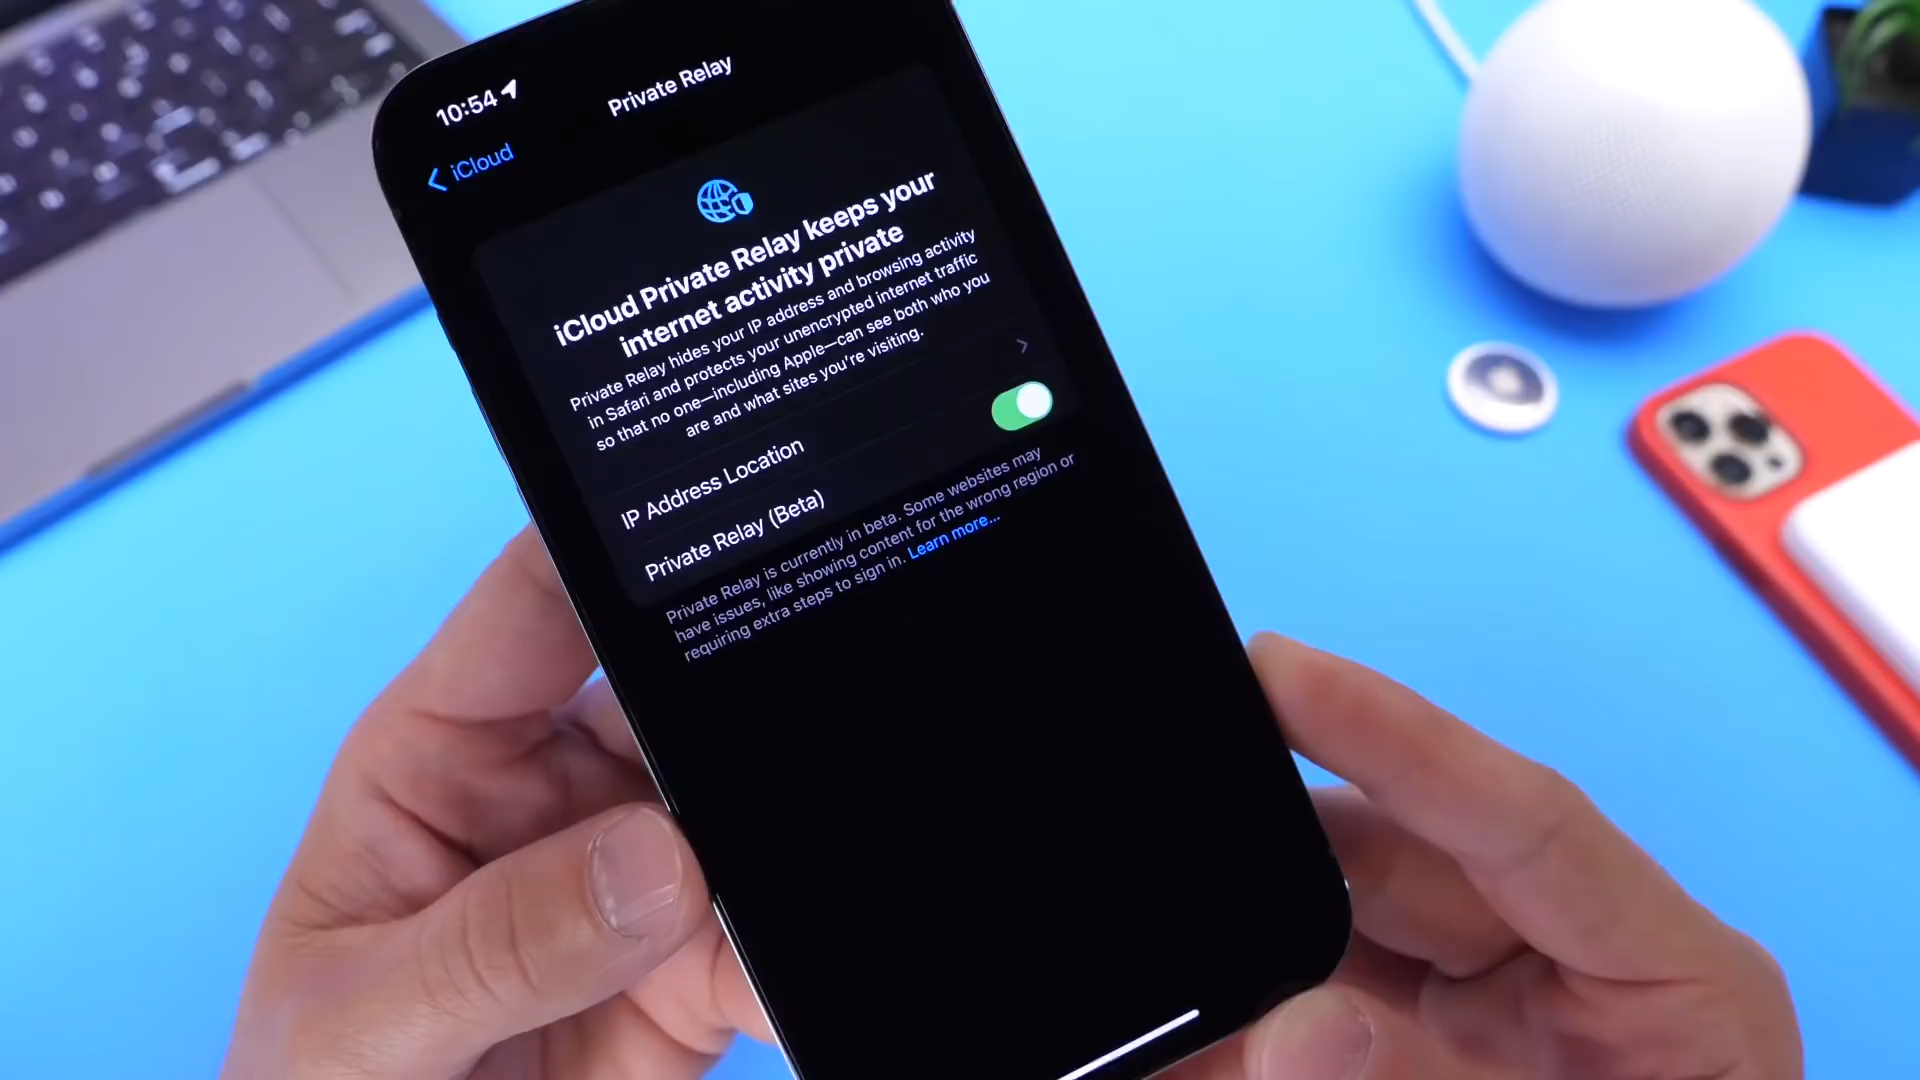 10:54
Private Relay
iCloud
iCloud Private Relay keeps your
internet activity private
Private Relay hides your IP address and browsing activity
in Safari and protects your unencrypted internet traffic
so that no one—including Apple—can see both who you
are and what sites you're visiting.
IP Address Location
Private Relay (Beta)
Private Relay is currently in beta. Some websites may
have issues, like showing content for the wrong region or
requiring extra steps to sign in. Learn more...